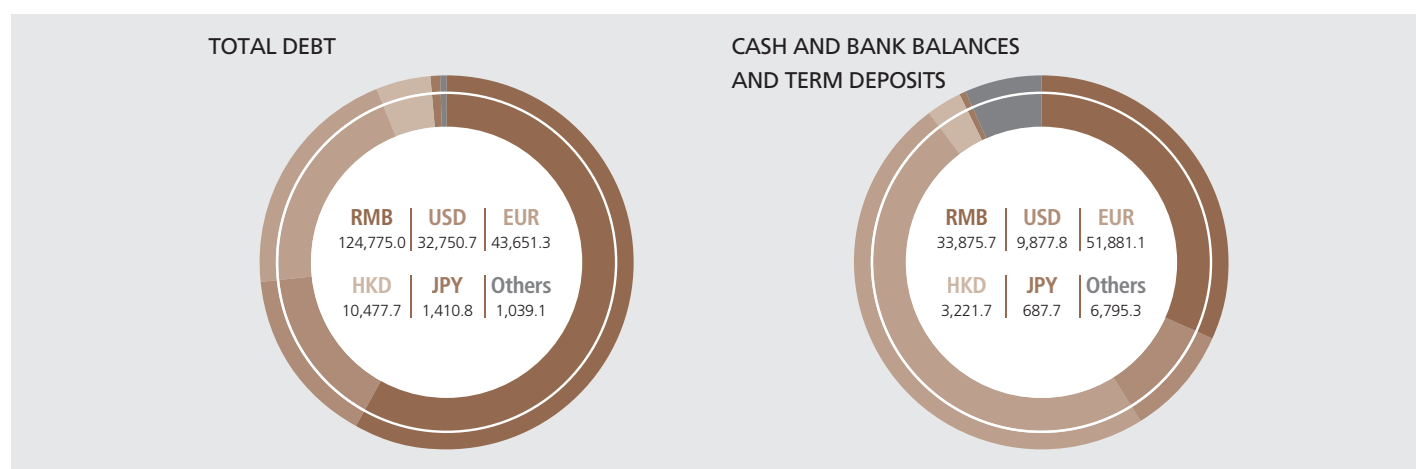 TOTAL DEBT
RMB USD EUR
124,775.0 32,750.7 43,651.3
HKD JPY Others
10,477.7 1,410.8 1,039.1
CASH AND BANK BALANCES
AND TERM DEPOSITS
RMB USD EUR
33,875.7 9,877.8 51,881.1
HKD JPY Others
3,221.7 687.7 6,795.3